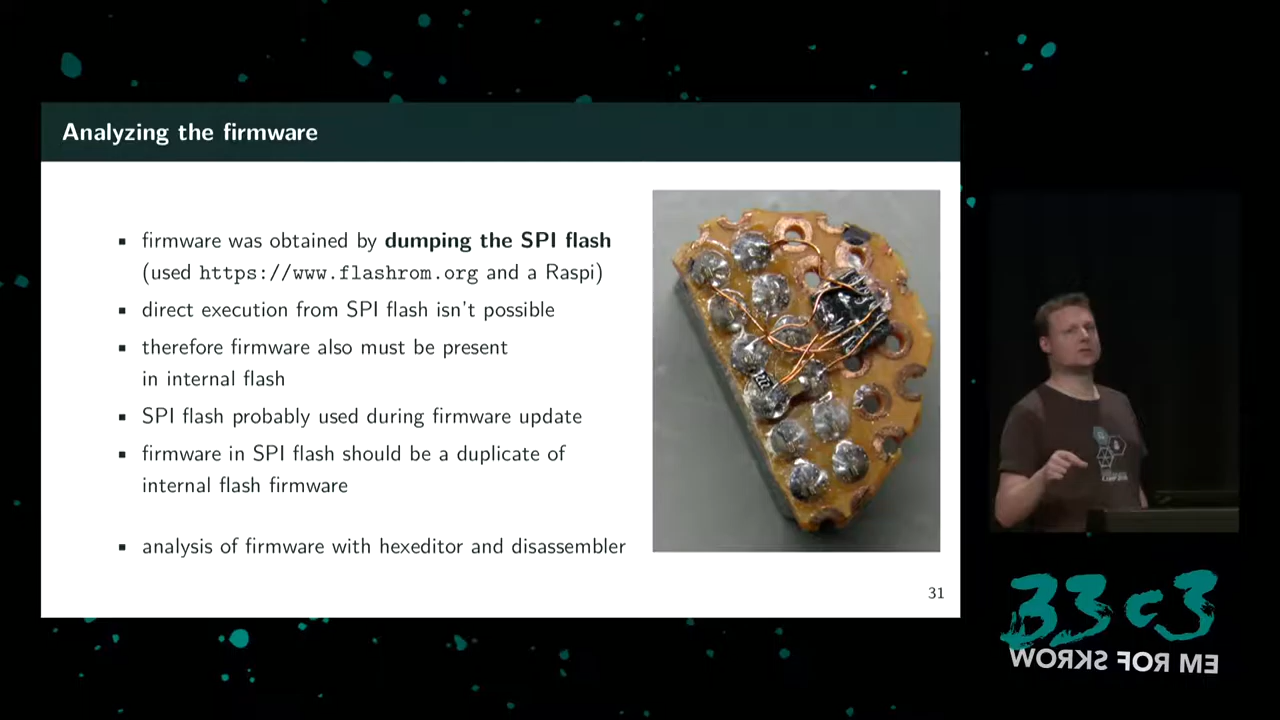 Analyzing the firmware
▪ firmware was obtained by dumping the SPI flash
(used https://www.flashrom.org and a Raspi)
▪ direct execution from SPI flash isn't possible
▪ therefore firmware also must be present
in internal flash
▪ SPI flash probably used during firmware update
▪ firmware in SPI flash should be a duplicate of
internal flash firmware
▪ analysis of firmware with hexeditor and disassembler
222
31
33c3
WORKS FOR ME